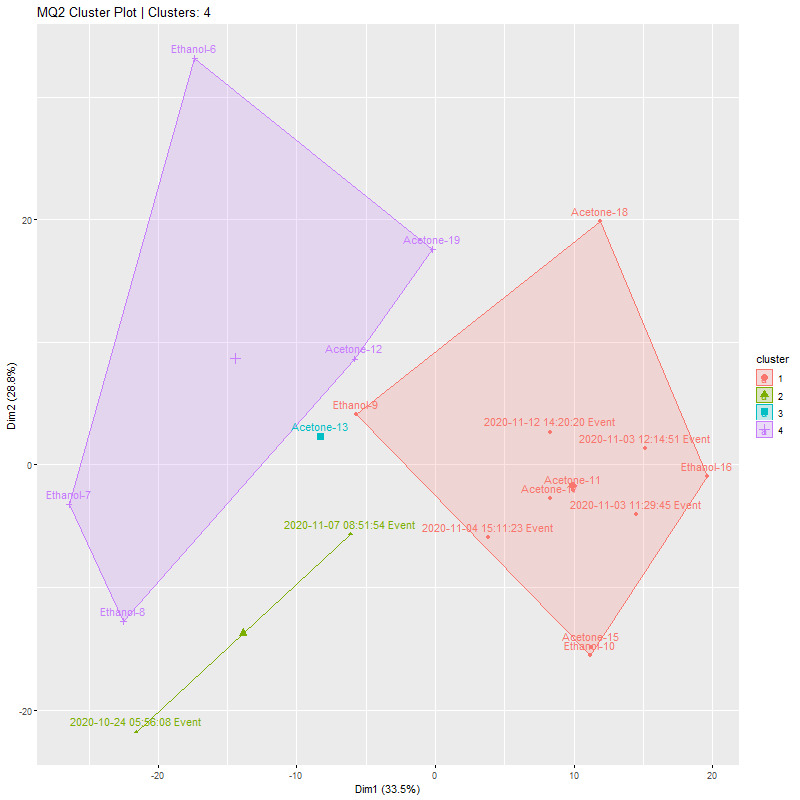 MQ2 Cluster Plot | Clusters: 4
Ethanol-6
Acetone-18
Acetone-19
Acetone-12
Ethanol-9
Acetone-13
2020-11-12 14:20:20 Event
2020-11-03 12:14:51 Event
Ethanol-16
Acetone-11
2020-11-03 11:29:45 Event
Ethanol-7
2020-11-07 08:51:54 Event
2020-11-04 15:11:23 Event
Ethanol-8
Acetone-15
Ethanol-10
2020-10-24 05:56:08 Event
20
0
-20
-20
-10
0
10
20
Dim1 (33.5%)
Dim2 (28.8%)
cluster
1
2
3
4